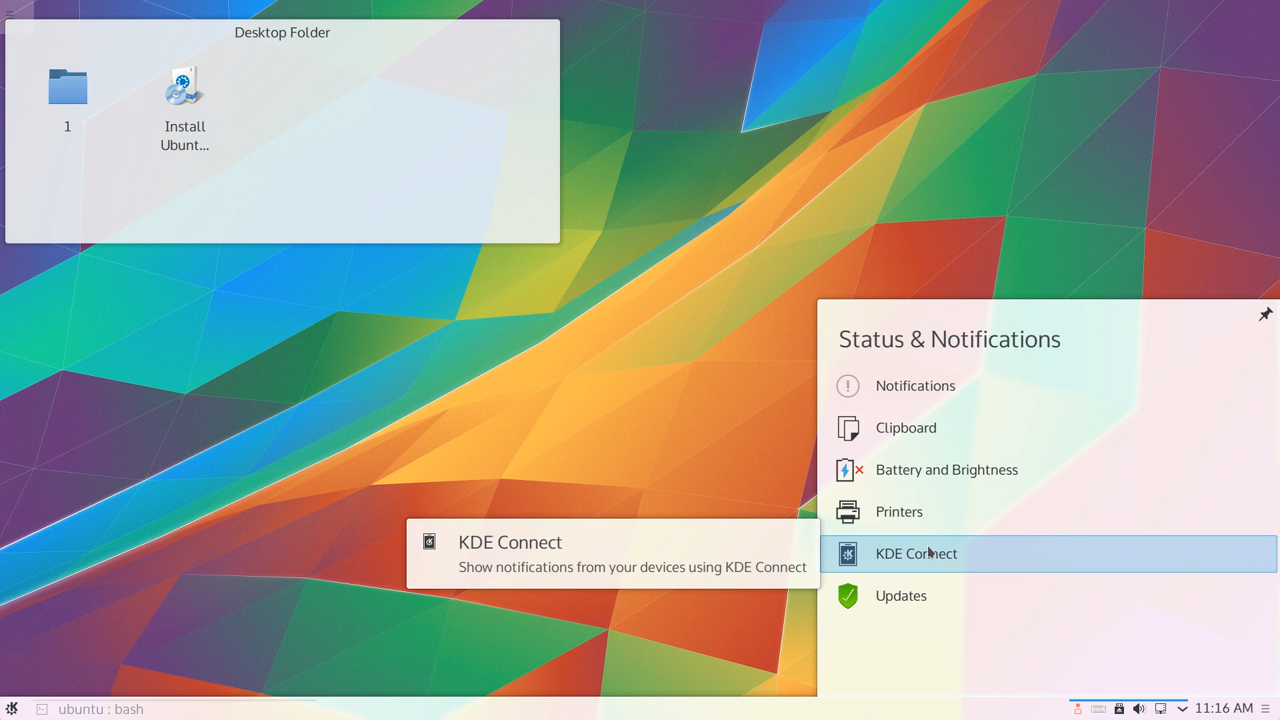 Desktop Folder
1
Install
Ubunt...
Status & Notifications
Notifications
Clipboard
Battery and Brightness
Printers
KDE Connect
Updates
KDE Connect
Show notifications from your devices using KDE Connect
ubuntu : bash
11:16 AM